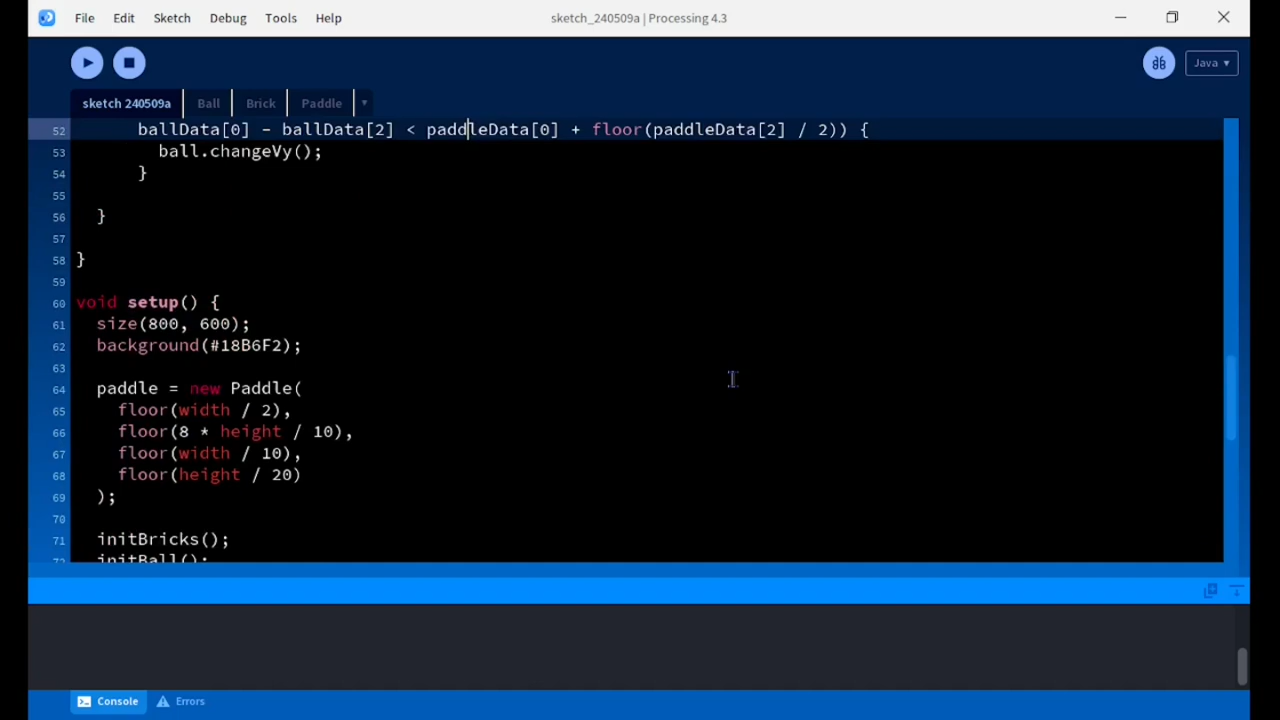 File Edit Sketch Debug Tools Help sketch_240509a | Processing 4.3
Java ▾
sketch 240509a Ball Brick Paddle ▾
52 ballData[0] - ballData[2] < paddleData[0] + floor(paddleData[2] / 2)) {
53 ball.changeVy();
54 }
55
56 }
57
58 }
59
60 void setup() {
61 size(800, 600);
62 background(#18B6F2);
63
64 paddle = new Paddle(
65 floor(width / 2),
66 floor(8 * height / 10),
67 floor(width / 10),
68 floor(height / 20)
69 );
70
71 initBricks();
72 initBall();
Console Errors